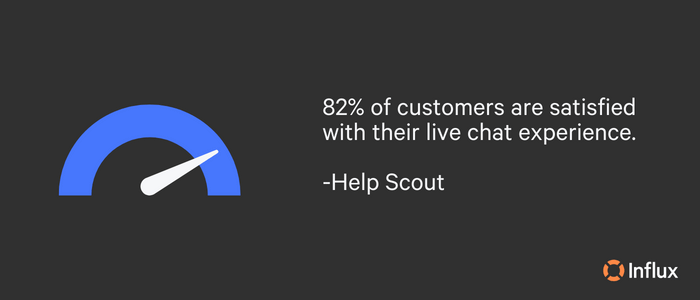 82% of customers are satisfied
with their live chat experience.
-Help Scout
Influx